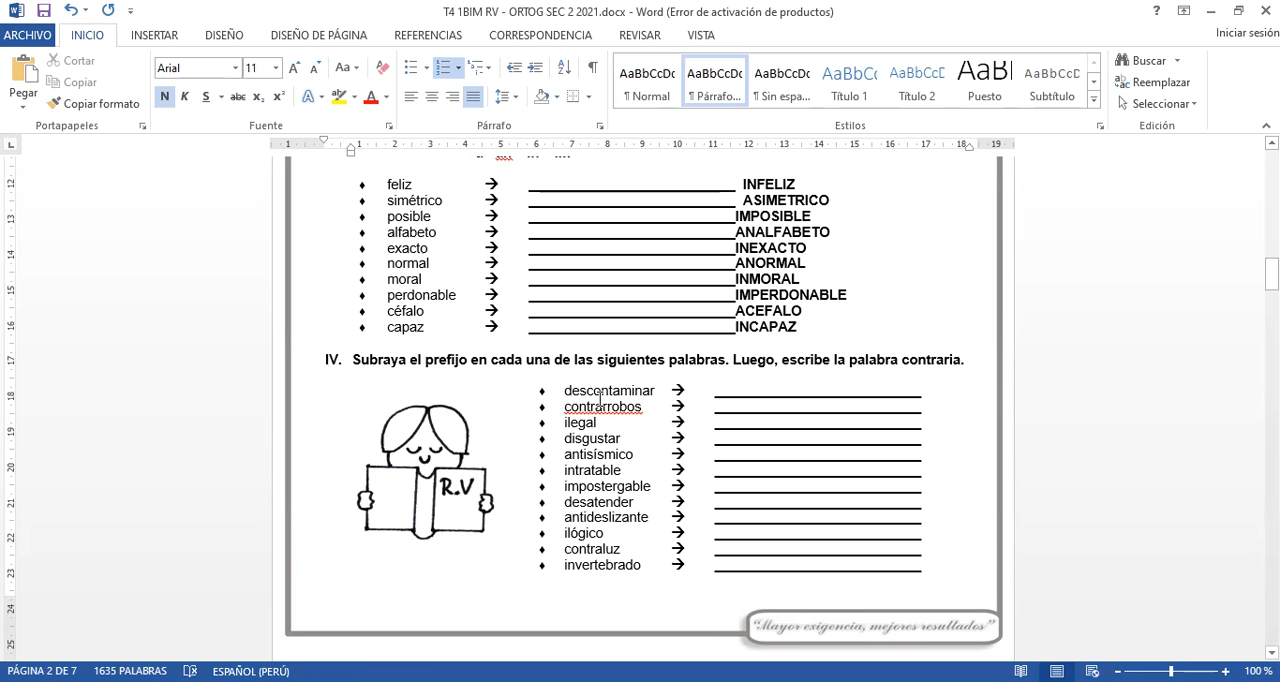 T4 1BIM RV - ORTOG SEC 2 2021.docx - Word (Error de activación de productos)
ARCHIVO INICIO INSERTAR DISEÑO DISEÑO DE PÁGINA REFERENCIAS CORRESPONDENCIA REVISAR VISTA Iniciar sesión
Pegar
Cortar
Copiar
Copiar formato
Portapapeles
Arial 11
Fuente
Párrafo
AaBbCcDc AaBbCcDc AaBbCcDc AaBbC AaBbCcD AaB AaBbCcD
¶ Normal ¶ Párrafo... ¶ Sin espa... Título 1 Título 2 Puesto Subtítulo
Estilos
Buscar
Reemplazar
Seleccionar
Edición
feliz INFELIZ
simétrico ASIMETRICO
posible IMPOSIBLE
alfabeto ANALFABETO
exacto INEXACTO
normal ANORMAL
moral INMORAL
perdonable IMPERDONABLE
céfalo ACEFALO
capaz INCAPAZ
IV. Subraya el prefijo en cada una de las siguientes palabras. Luego, escribe la palabra contraria.
descontaminar
contrarrobos
ilegal
disgustar
antisísmico
intratable
impostergable
desatender
antideslizante
ilógico
contraluz
invertebrado
R.V
"Mayor exigencia, mejores resultados"
PÁGINA 2 DE 7 1635 PALABRAS ESPAÑOL (PERÚ) 100 %